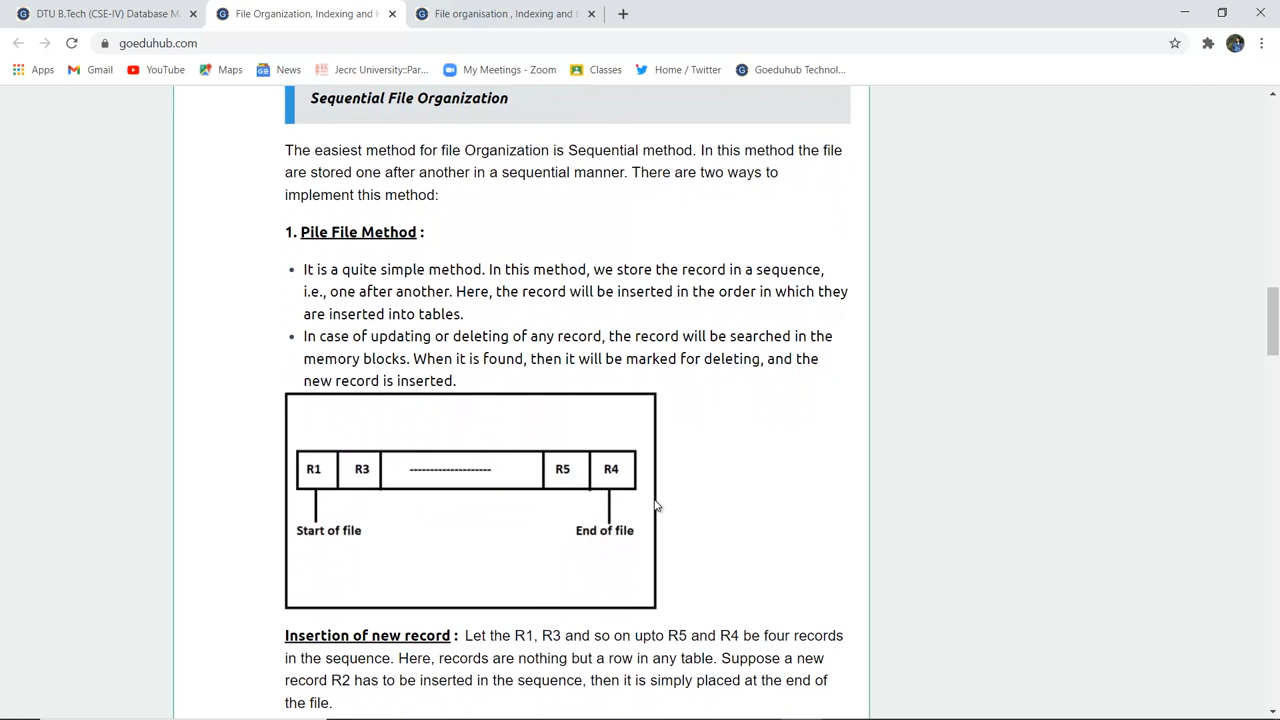 DTU B.Tech (CSE-IV) Database M
File Organization, Indexing and H
File organisation , Indexing and H
goeduhub.com
Apps Gmail YouTube Maps News Jecrc University::Par... My Meetings - Zoom Classes Home / Twitter Goeduhub Technol...
Sequential File Organization
The easiest method for file Organization is Sequential method. In this method the file
are stored one after another in a sequential manner. There are two ways to
implement this method:
1. Pile File Method :
• It is a quite simple method. In this method, we store the record in a sequence,
i.e., one after another. Here, the record will be inserted in the order in which they
are inserted into tables.
• In case of updating or deleting of any record, the record will be searched in the
memory blocks. When it is found, then it will be marked for deleting, and the
new record is inserted.
R1 R3 -------------------- R5 R4
Start of file End of file
Insertion of new record : Let the R1, R3 and so on upto R5 and R4 be four records
in the sequence. Here, records are nothing but a row in any table. Suppose a new
record R2 has to be inserted in the sequence, then it is simply placed at the end of
the file.